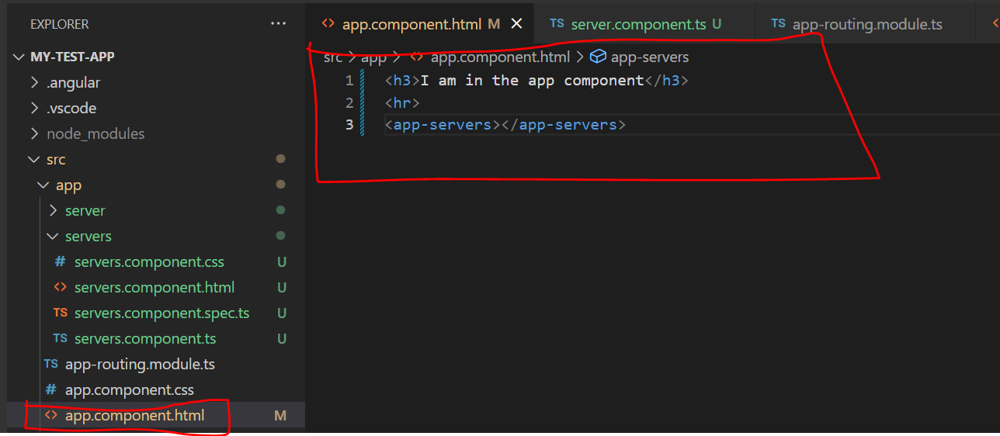 EXPLORER ...
MY-TEST-APP
.angular
.vscode
node_modules
src
app
server
servers
# servers.component.css U
<> servers.component.html U
TS servers.component.spec.ts U
TS servers.component.ts U
TS app-routing.module.ts
# app.component.css
<> app.component.html M
<> app.component.html M × TS server.component.ts U TS app-routing.module.ts
src > app > <> app.component.html > app-servers
1 <h3>I am in the app component</h3>
2 <hr>
3 <app-servers></app-servers>